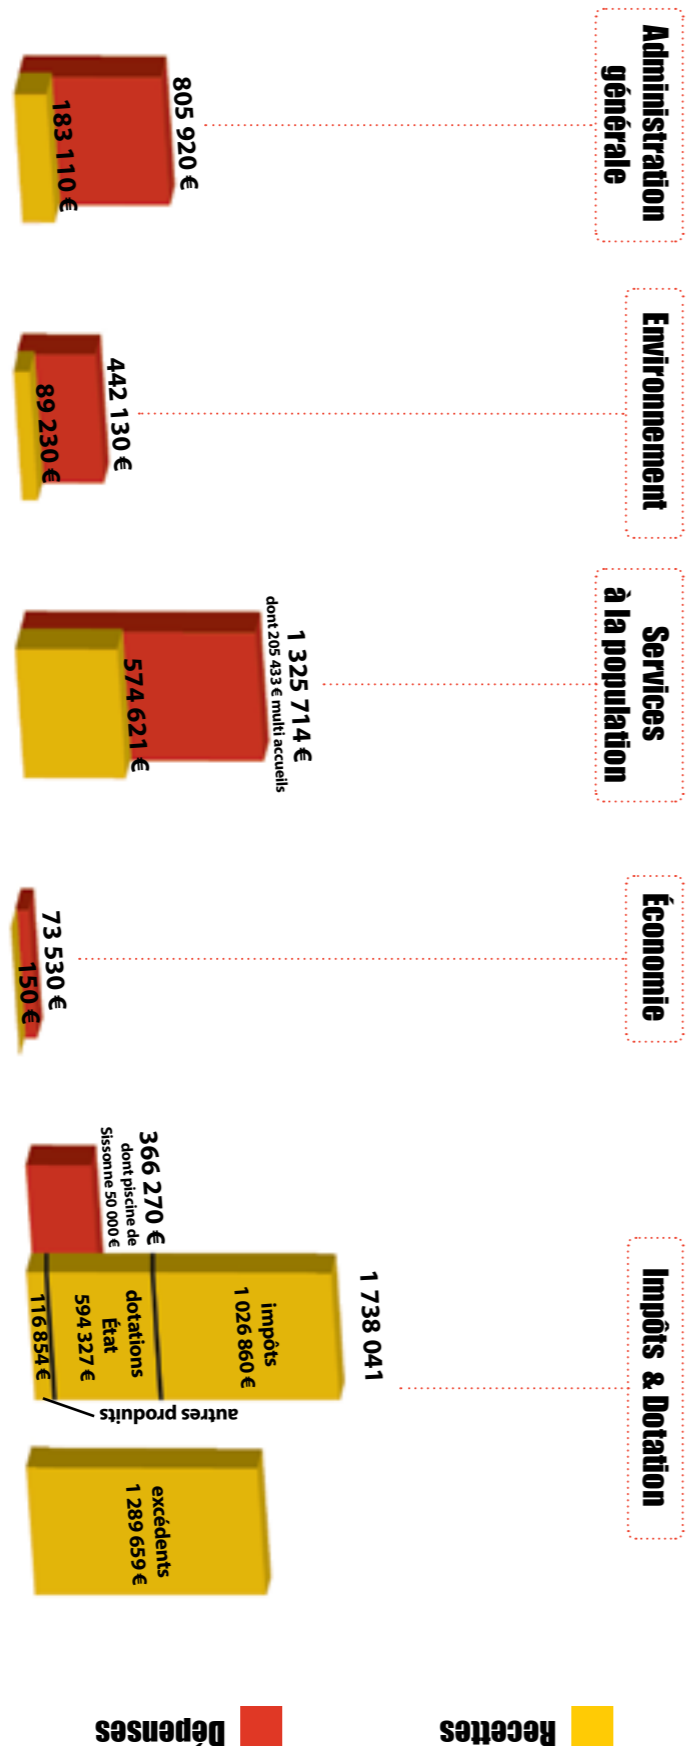 Administration
générale
805 920 €
183 110 €
Environnement
442 130 €
89 230 €
Services
à la population
1 325 714 €
dont 205 433 € multi accueils
574 621 €
Économie
73 530 €
150 €
Impôts & Dotation
366 270 €
dont piscine de
Sissonne 50 000 €
1 738 041
impôts
1 026 860 €
dotations
État
594 327 €
116 854 €
autres produits
excédents
1 289 659 €
Recettes
Dépenses